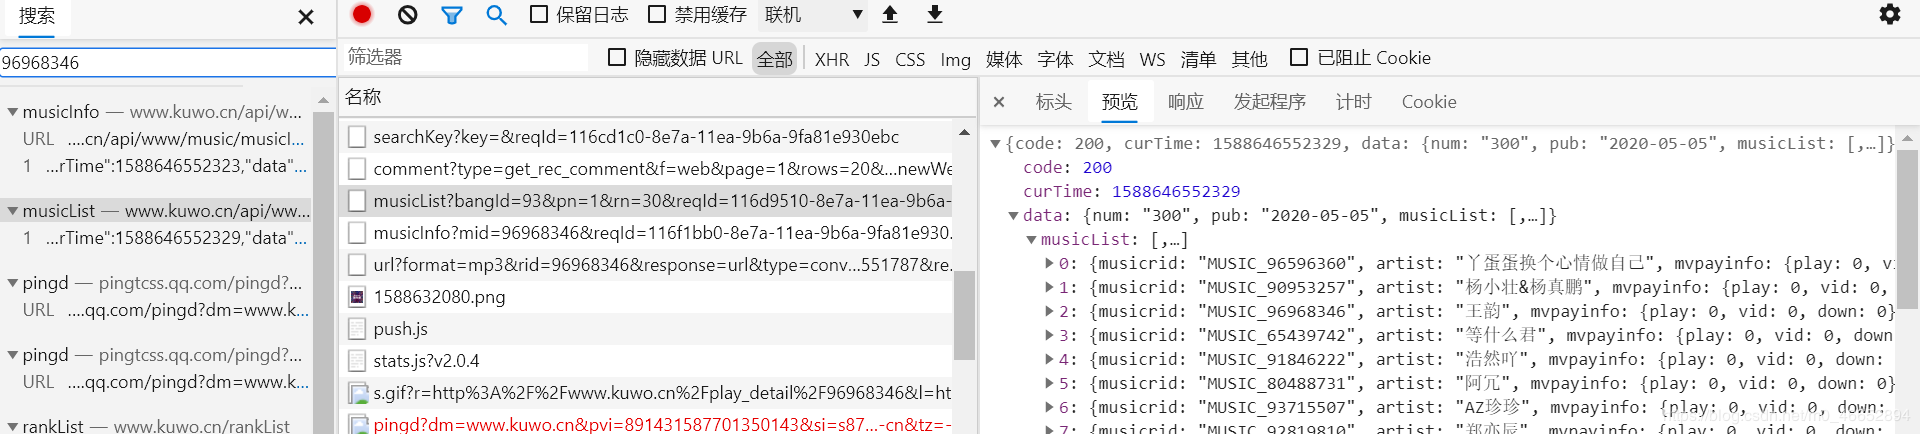 搜索
96968346
musicInfo — www.kuwo.cn/api/w...
URL ....cn/api/www/music/musicI...
1 ...rTime":1588646552323,"data"...
musicList — www.kuwo.cn/api/ww...
1 ...rTime":1588646552329,"data"...
pingd — pingtcss.qq.com/pingd?...
URL ....qq.com/pingd?dm=www.k...
pingd — pingtcss.qq.com/pingd?...
URL ....qq.com/pingd?dm=www.k...
rankList — www.kuwo.cn/rankList
保留日志 禁用缓存 联机
筛选器 隐藏数据 URL 全部 XHR JS CSS Img 媒体 字体 文档 WS 清单 其他 已阻止 Cookie
名称
searchKey?key=&reqId=116cd1c0-8e7a-11ea-9b6a-9fa81e930ebc
comment?type=get_rec_comment&f=web&page=1&rows=20&...newWe
musicList?bangId=93&pn=1&rn=30&reqId=116d9510-8e7a-11ea-9b6a-
musicInfo?mid=96968346&reqId=116f1bb0-8e7a-11ea-9b6a-9fa81e930.
url?format=mp3&rid=96968346&response=url&type=conv...551787&re.
1588632080.png
push.js
stats.js?v2.0.4
s.gif?r=http%3A%2F%2Fwww.kuwo.cn%2Fplay_detail%2F96968346&l=ht
pingd?dm=www.kuwo.cn&pvi=8914315877013501​43&si=s87...-cn&tz=-
标头 预览 响应 发起程序 计时 Cookie
{code: 200, curTime: 1588646552329, data: {num: "300", pub: "2020-05-05", musicList: [,…]}
code: 200
curTime: 1588646552329
data: {num: "300", pub: "2020-05-05", musicList: [,…]}
musicList: [,…]
0: {musicrid: "MUSIC_96596360", artist: "丫蛋蛋换个心情做自己", mvpayinfo: {play: 0, vi
1: {musicrid: "MUSIC_90953257", artist: "杨小壮&杨真鹏", mvpayinfo: {play: 0, vid: 0,
2: {musicrid: "MUSIC_96968346", artist: "王韵", mvpayinfo: {play: 0, vid: 0, down: 0}
3: {musicrid: "MUSIC_65439742", artist: "等什么君", mvpayinfo: {play: 0, vid: 0, down
4: {musicrid: "MUSIC_91846222", artist: "浩然吖", mvpayinfo: {play: 0, vid: 0, down:
5: {musicrid: "MUSIC_80488731", artist: "阿冗", mvpayinfo: {play: 0, vid: 0, down: 0}
6: {musicrid: "MUSIC_93715507", artist: "AZ珍珍", mvpayinfo: {play: 0, vid: 0, down:
7: {musicrid: "MUSIC_92819810", artist: "郑亦辰", mvpayinfo: {play: 0, vid: 0, down: